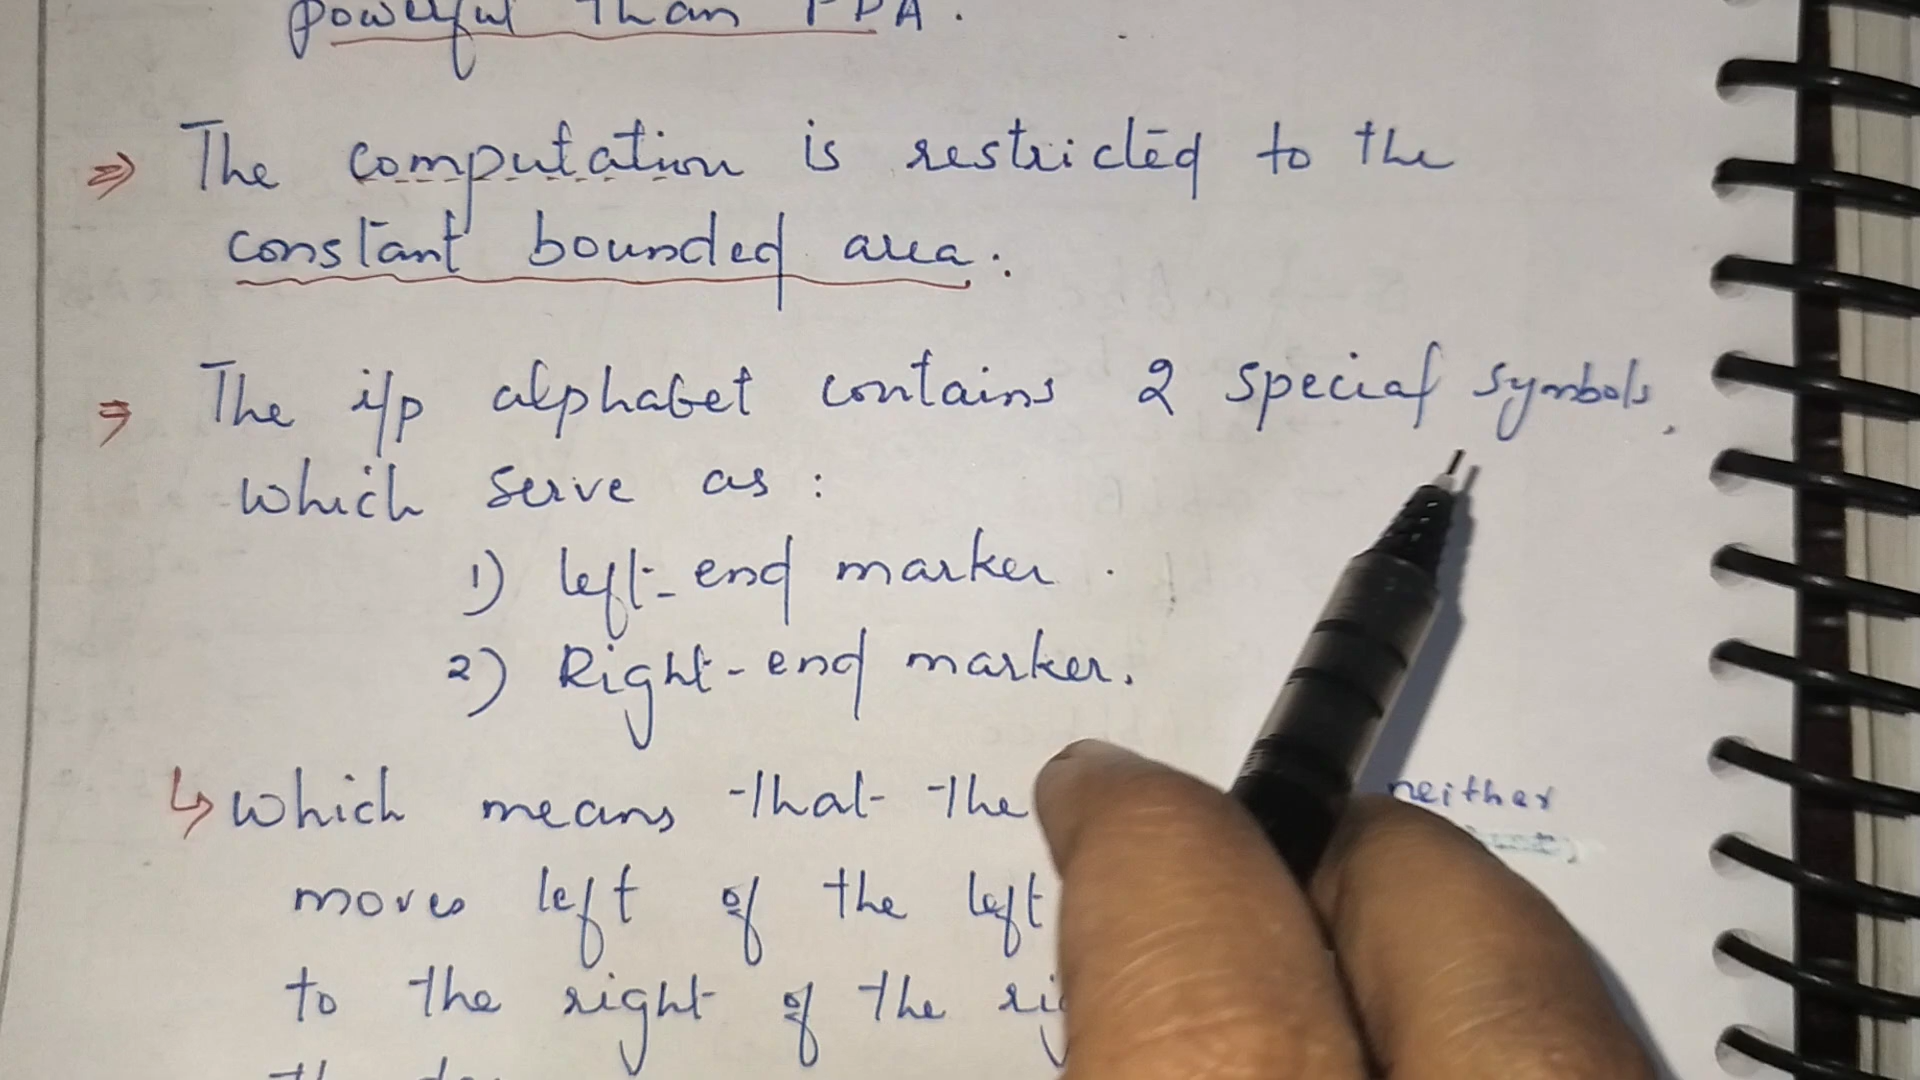 powerful than PDA.
⇒ The computation is restricted to the
constant bounded area.
⇒ The i/p alphabet contains 2 special symbols,
which serve as :
1) left-end marker.
2) Right-end marker.
↳ which means that the neither
moves left of the left
to the right of the